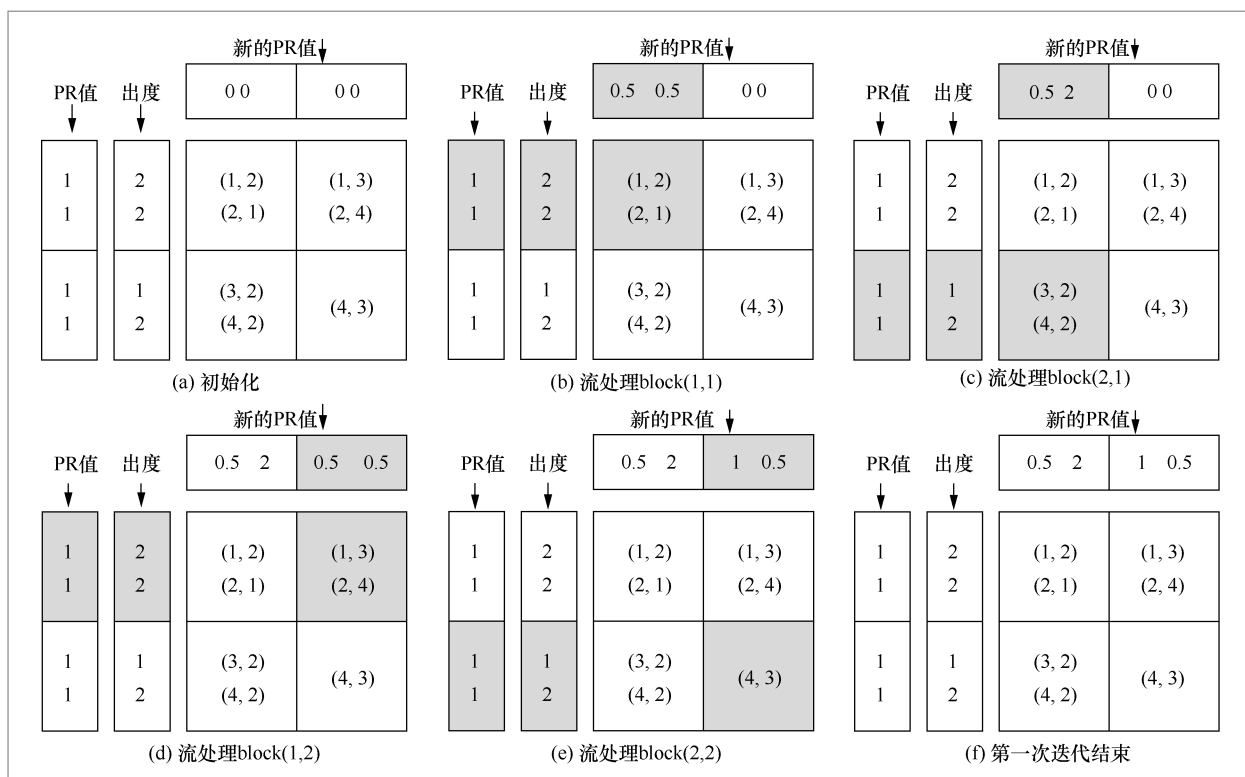 新的PR值
PR值 出度
0 0 0 0
1 2 (1, 2) (1, 3)
1 2 (2, 1) (2, 4)
1 1 (3, 2) (4, 3)
1 2 (4, 2)
(a) 初始化
新的PR值
PR值 出度
0.5 0.5 0 0
1 2 (1, 2) (1, 3)
1 2 (2, 1) (2, 4)
1 1 (3, 2) (4, 3)
1 2 (4, 2)
(b) 流处理block(1,1)
新的PR值
PR值 出度
0.5 2 0 0
1 2 (1, 2) (1, 3)
1 2 (2, 1) (2, 4)
1 1 (3, 2) (4, 3)
1 2 (4, 2)
(c) 流处理block(2,1)
新的PR值
PR值 出度
0.5 2 0.5 0.5
1 2 (1, 2) (1, 3)
1 2 (2, 1) (2, 4)
1 1 (3, 2) (4, 3)
1 2 (4, 2)
(d) 流处理block(1,2)
新的PR值
PR值 出度
0.5 2 1 0.5
1 2 (1, 2) (1, 3)
1 2 (2, 1) (2, 4)
1 1 (3, 2) (4, 3)
1 2 (4, 2)
(e) 流处理block(2,2)
新的PR值
PR值 出度
0.5 2 1 0.5
1 2 (1, 2) (1, 3)
1 2 (2, 1) (2, 4)
1 1 (3, 2) (4, 3)
1 2 (4, 2)
(f) 第一次迭代结束